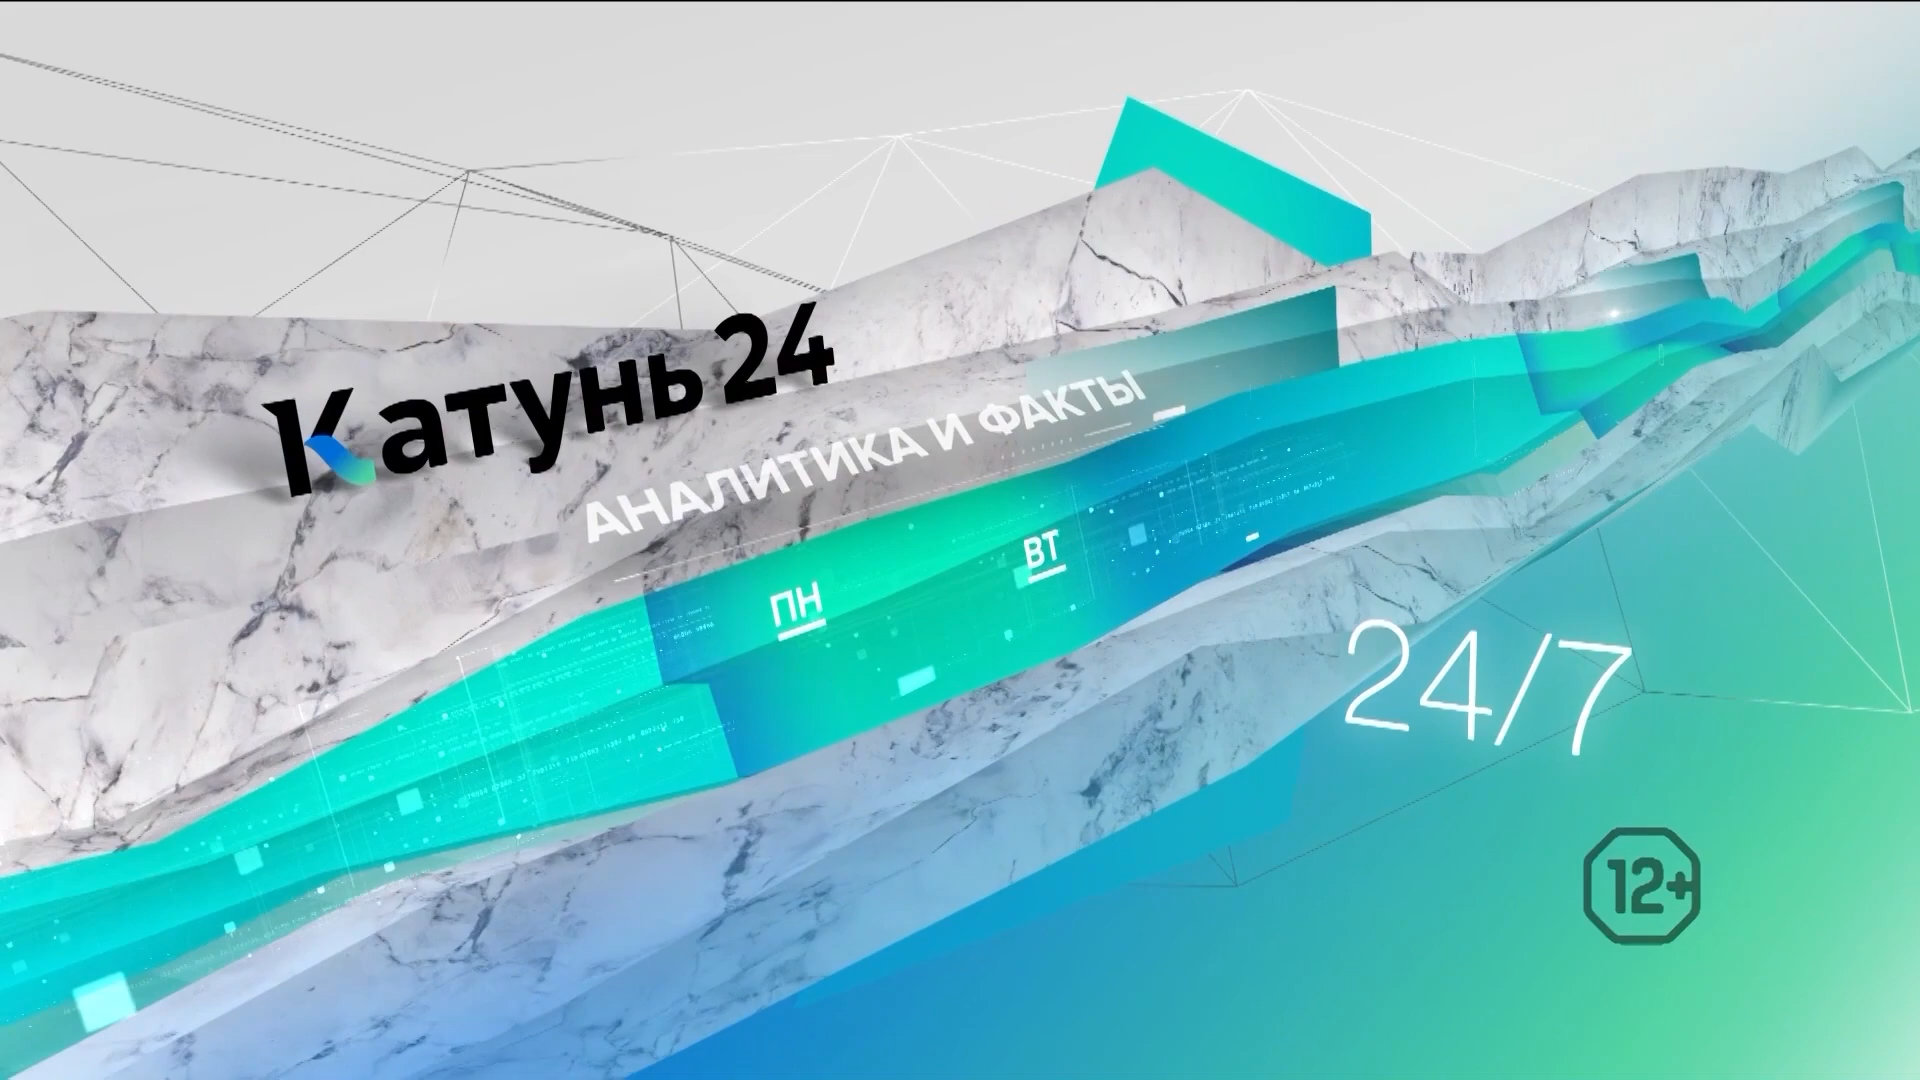 Катунь 24
АНАЛИТИКА И ФАКТЫ
ПН
ВТ
24/7
12+